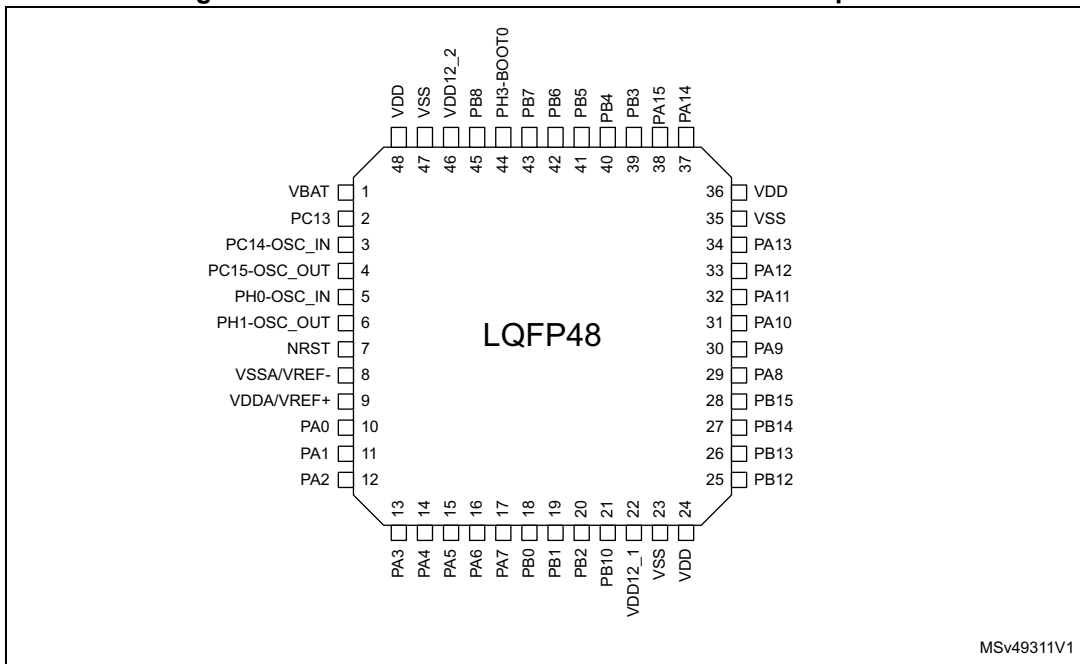 VDD
VSS
VDD12_2
PB8
PH3-BOOT0
PB7
PB6
PB5
PB4
PB3
PA15
PA14
48
47
46
45
44
43
42
41
40
39
38
37
VBAT 1
PC13 2
PC14-OSC_IN 3
PC15-OSC_OUT 4
PH0-OSC_IN 5
PH1-OSC_OUT 6
NRST 7
VSSA/VREF- 8
VDDA/VREF+ 9
PA0 10
PA1 11
PA2 12
LQFP48
36 VDD
35 VSS
34 PA13
33 PA12
32 PA11
31 PA10
30 PA9
29 PA8
28 PB15
27 PB14
26 PB13
25 PB12
13
14
15
16
17
18
19
20
21
22
23
24
PA3
PA4
PA5
PA6
PA7
PB0
PB1
PB2
PB10
VDD12_1
VSS
VDD
MSv49311V1